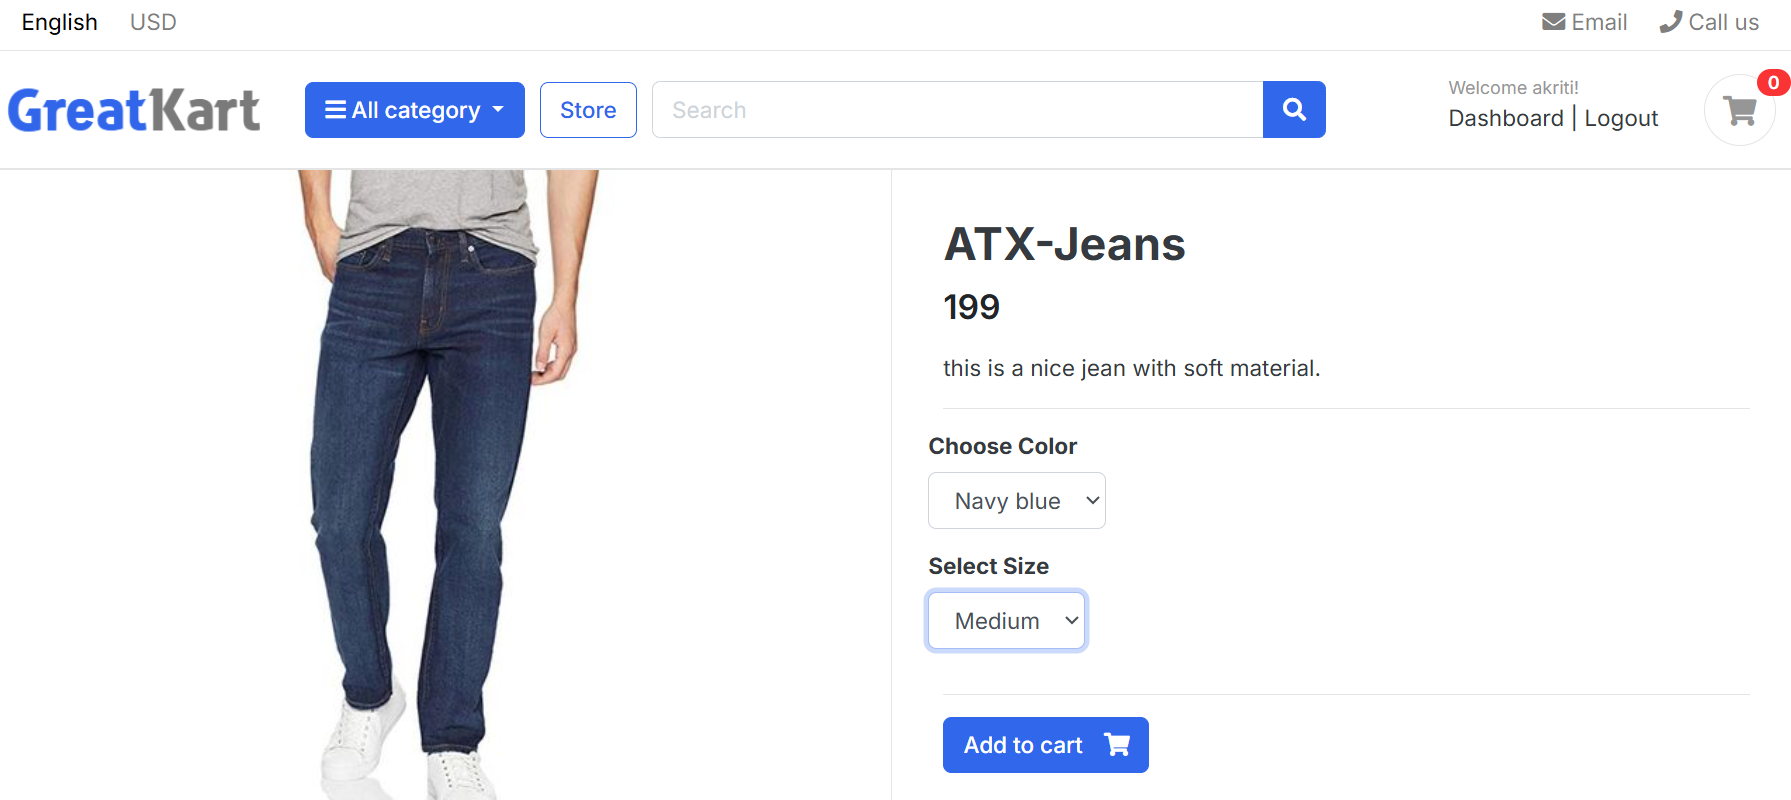 English USD Email Call us
GreatKart All category Store Search Welcome akriti! 0
Dashboard | Logout
ATX-Jeans
199
this is a nice jean with soft material.
Choose Color
Navy blue
Select Size
Medium
Add to cart